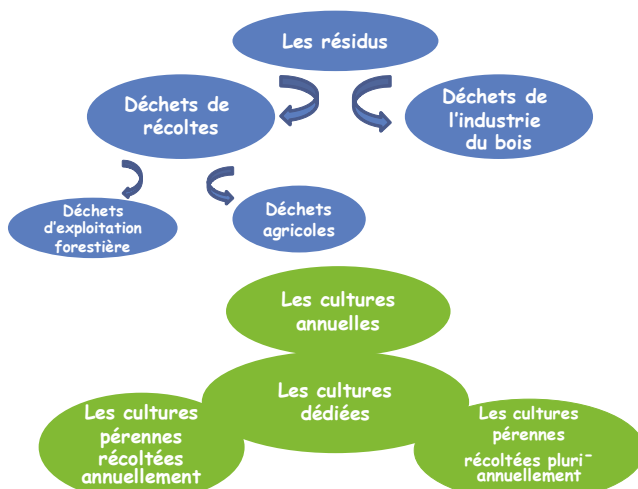 Les résidus
Déchets de
récoltes
Déchets de
l'industrie
du bois
Déchets
d'exploitation
forestière
Déchets
agricoles
Les cultures
annuelles
Les cultures
dédiées
Les cultures
pérennes
récoltées
annuellement
Les cultures
pérennes
récoltées pluri-
annuellement